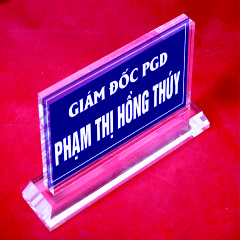 GIÁM ĐỐC PGD
PHẠM THỊ HỒNG THÚY